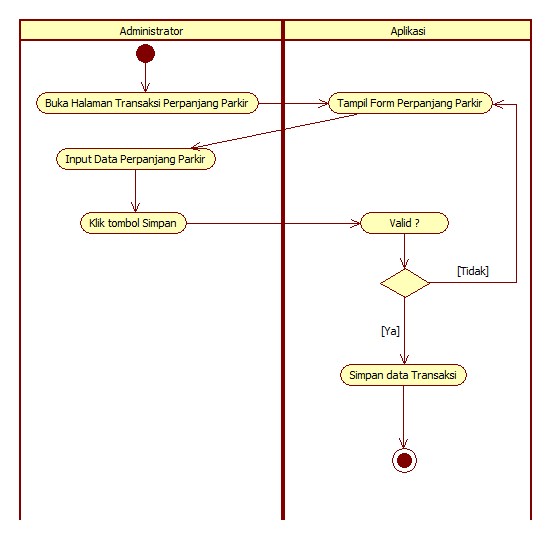 Administrator
Aplikasi
Buka Halaman Transaksi Perpanjang Parkir
Tampil Form Perpanjang Parkir
Input Data Perpanjang Parkir
Klik tombol Simpan
Valid ?
[Tidak]
[Ya]
Simpan data Transaksi